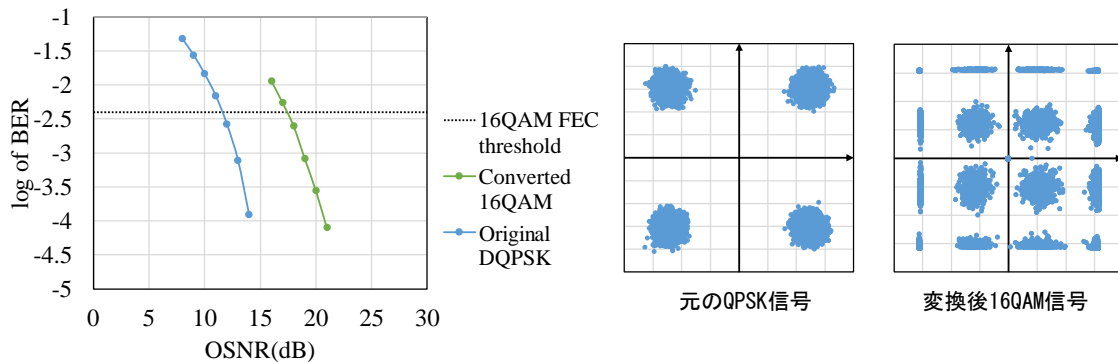 -1
-1.5
-2
-2.5
-3
-3.5
-4
-4.5
-5
log of BER
0 5 10 15 20 25 30
OSNR(dB)
16QAM FEC
threshold
Converted
16QAM
Original
DQPSK
元のQPSK信号
変換後16QAM信号